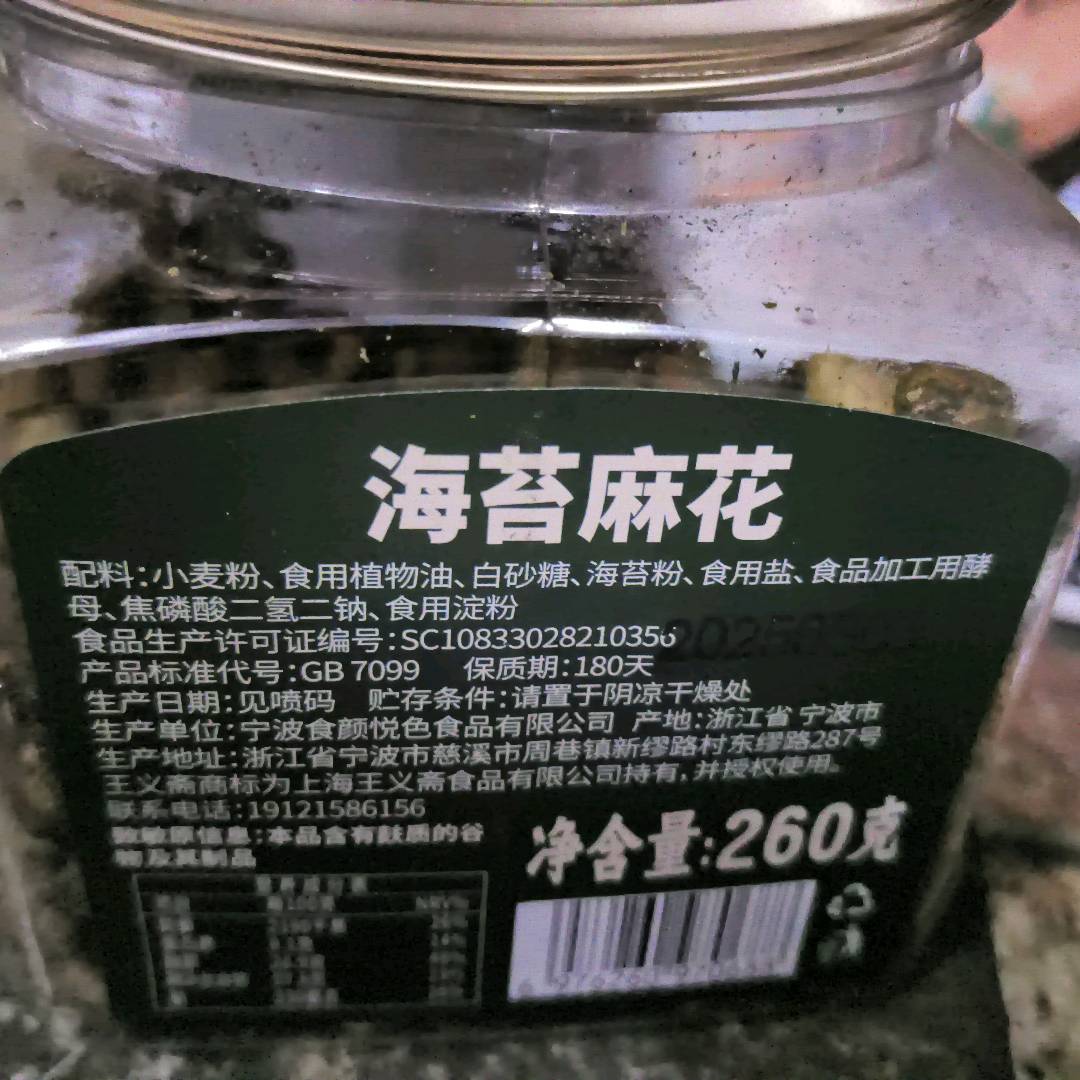 海苔麻花
配料:小麦粉、食用植物油、白砂糖、海苔粉、食用盐、食品加工用酵
母、焦磷酸二氢二钠、食用淀粉
食品生产许可证编号:SC10833028210356
产品标准代号:GB 7099 保质期:180天
生产日期:见喷码 贮存条件:请置于阴凉干燥处
生产单位:宁波食颜悦色食品有限公司 产地:浙江省 宁波市
生产地址:浙江省宁波市慈溪市周巷镇新缪路村东缪路287号
王义斋商标为上海王义斋食品有限公司持有,并授权使用。
联系电话:19121586156
致敏原信息:本品含有麸质的谷
物及其制品
净含量:260克